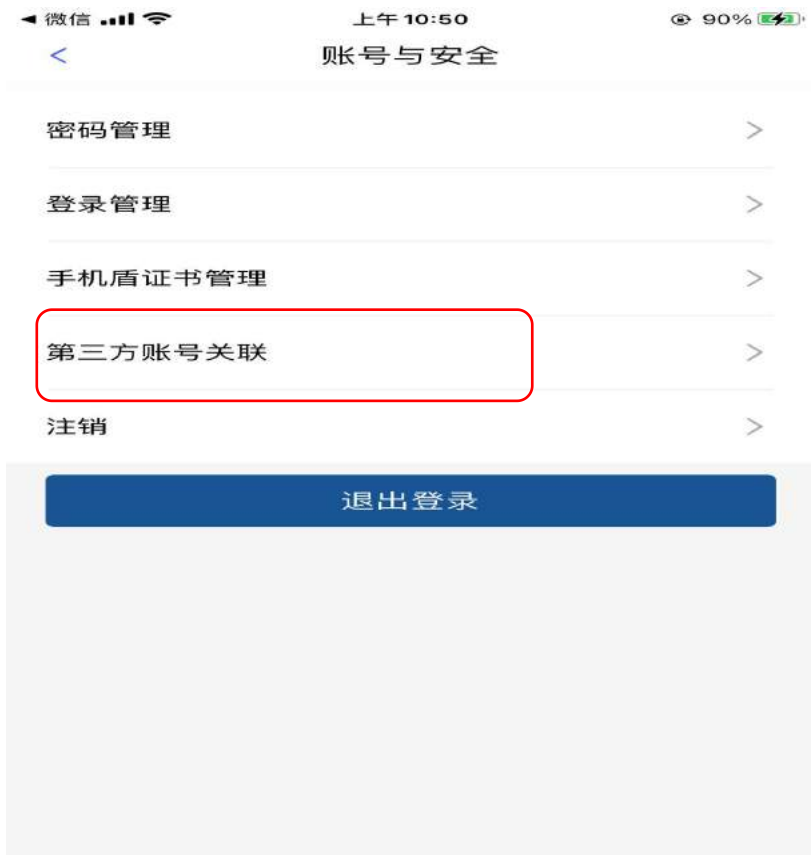 微信 上午10:50 90%
账号与安全
密码管理
登录管理
手机盾证书管理
第三方账号关联
注销
退出登录